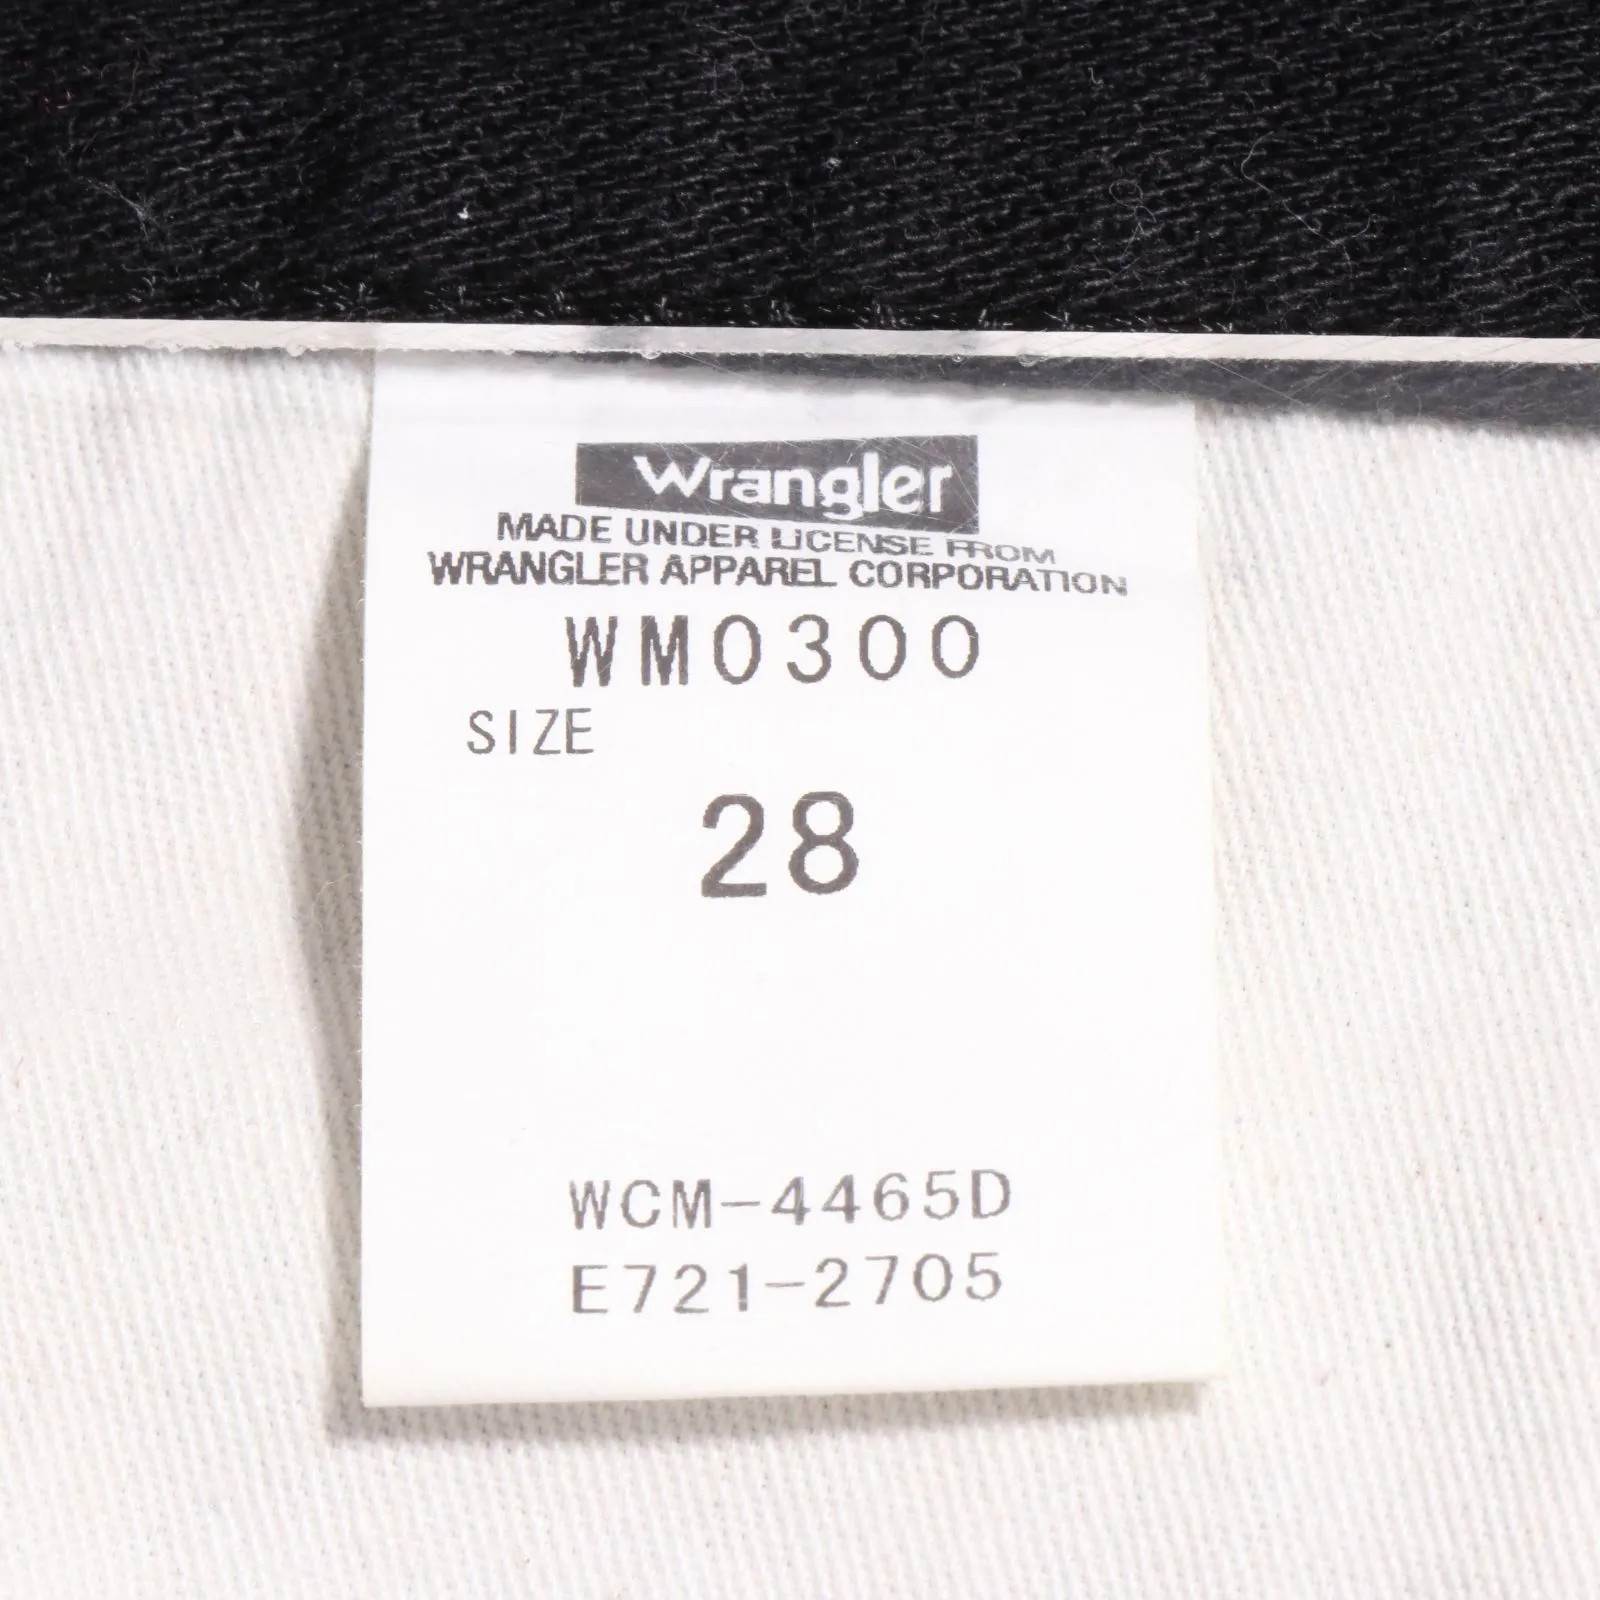 Wrangler
MADE UNDER LICENSE FROM
WRANGLER APPAREL CORPORATION
WM0300
SIZE
28
WCM-4465D
E721-2705